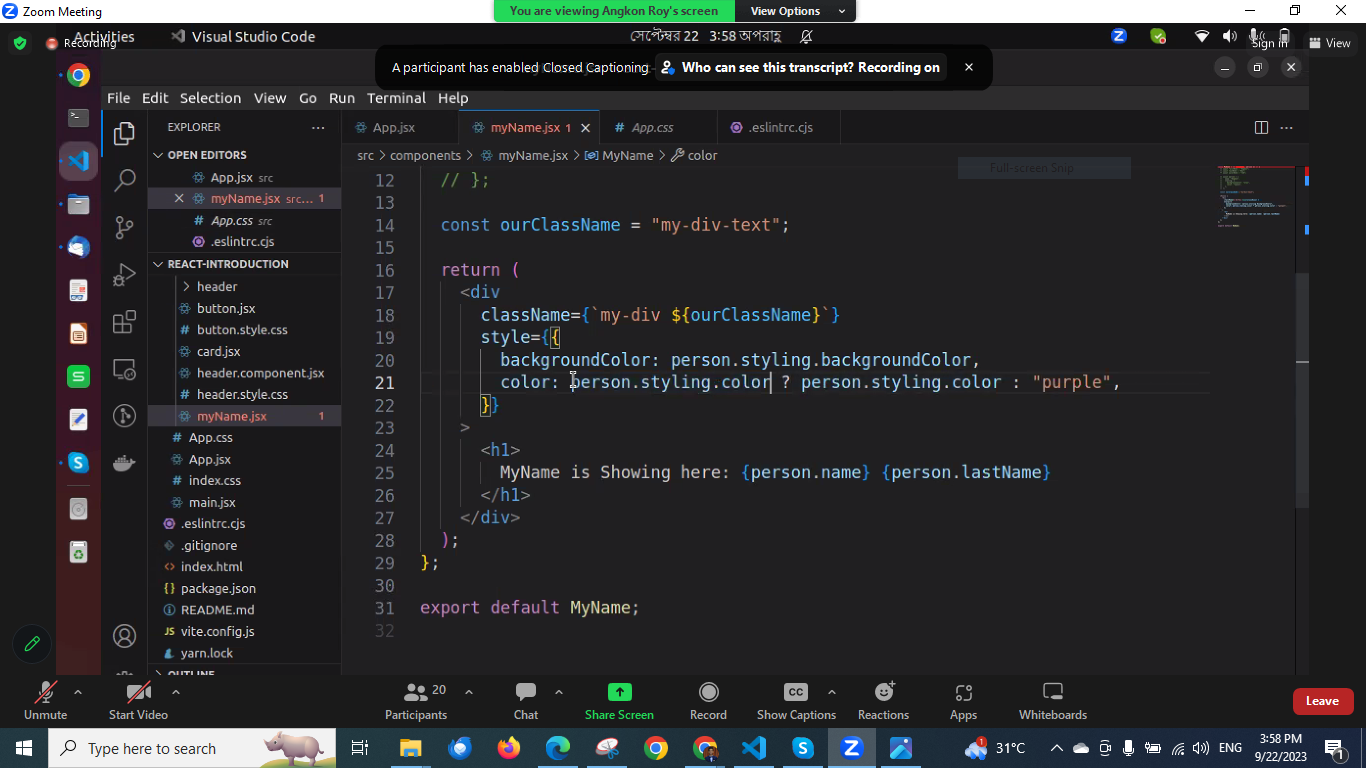 Zoom Meeting
You are viewing Angkon Roy's screen
View Options
Recording
Activities
Visual Studio Code
সেপ্টেম্বর 22 3:58 অপরাহ্ণ
Sign in
View
A participant has enabled Closed Captioning
Who can see this transcript? Recording on
File Edit Selection View Go Run Terminal Help
EXPLORER
App.jsx
myName.jsx 1
App.css
.eslintrc.cjs
OPEN EDITORS
src > components > myName.jsx > MyName > color
Full-screen Snip
App.jsx src
myName.jsx src... 1
App.css src
.eslintrc.cjs
REACT-INTRODUCTION
header
button.jsx
button.style.css
card.jsx
header.component.jsx
header.style.css
myName.jsx 1
App.css
App.jsx
index.css
main.jsx
.eslintrc.cjs
.gitignore
index.html
package.json
README.md
JS vite.config.js
yarn.lock
OUTLINE
12 // };
13
14 const ourClassName = "my-div-text";
15
16 return (
17 <div
18 className={`my-div ${ourClassName}`}
19 style={{
20 backgroundColor: person.styling.backgroundColor,
21 color: person.styling.color ? person.styling.color : "purple",
22 }}
23 >
24 <h1>
25 MyName is Showing here: {person.name} {person.lastName}
26 </h1>
27 </div>
28 );
29 };
30
31 export default MyName;
32
Unmute
Start Video
20
Participants
Chat
Share Screen
Record
CC
Show Captions
Reactions
Apps
Whiteboards
Leave
Type here to search
31°C
ENG
3:58 PM
9/22/2023